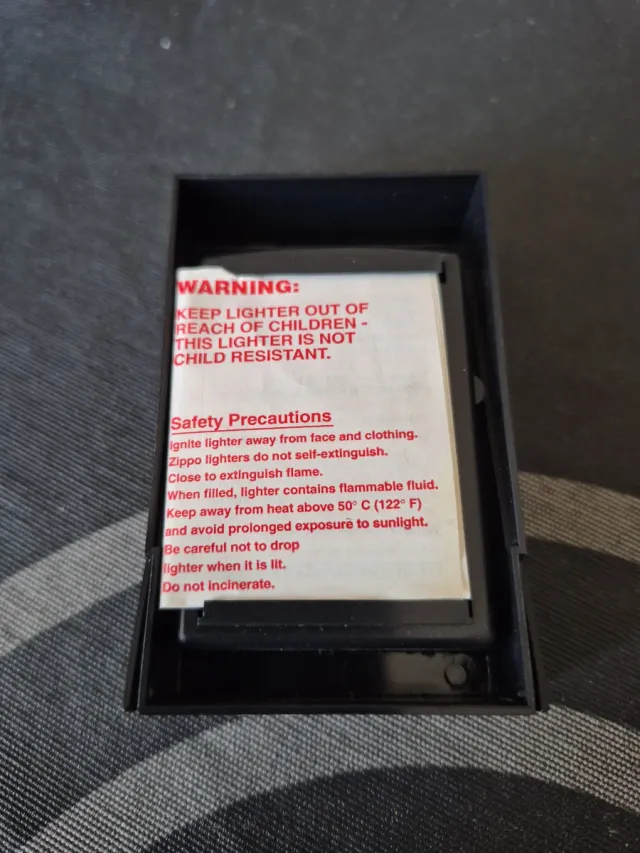 WARNING:
KEEP LIGHTER OUT OF
REACH OF CHILDREN -
THIS LIGHTER IS NOT
CHILD RESISTANT.
Safety Precautions
Ignite lighter away from face and clothing.
Zippo lighters do not self-extinguish.
Close to extinguish flame.
When filled, lighter contains flammable fluid.
Keep away from heat above 50° C (122° F)
and avoid prolonged exposure to sunlight.
Be careful not to drop
lighter when it is lit.
Do not incinerate.